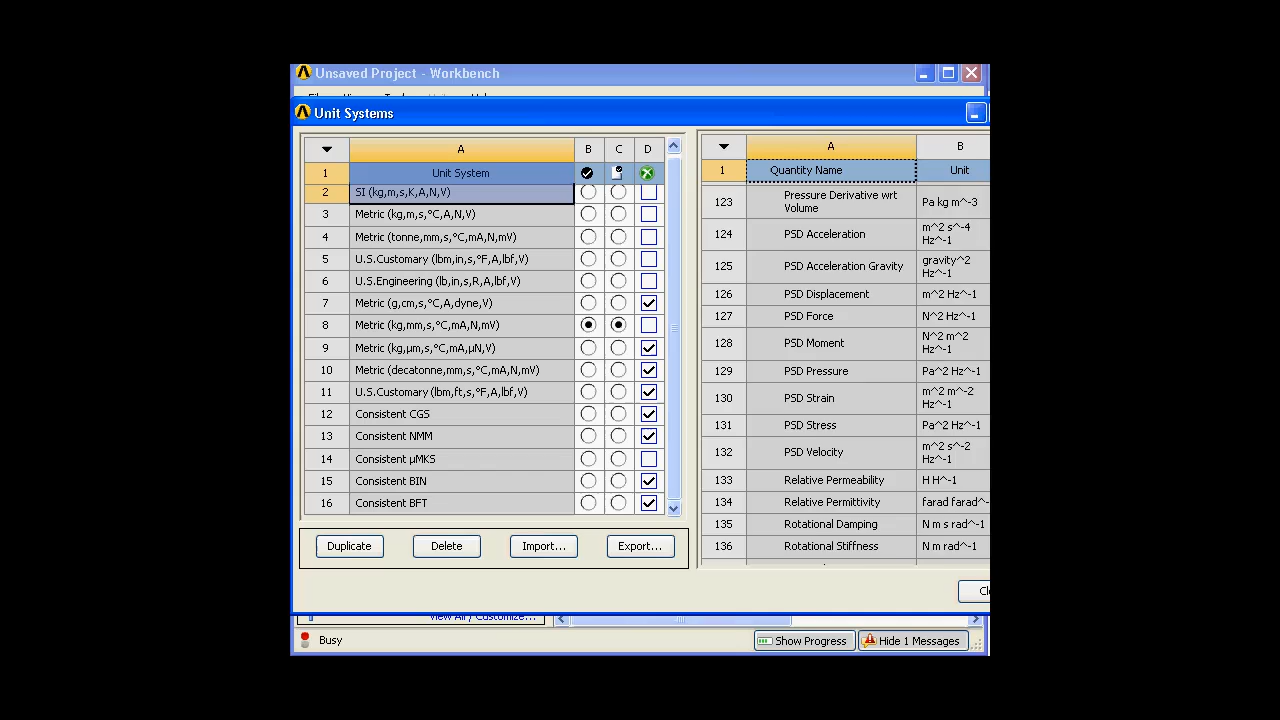 Unsaved Project - Workbench
Unit Systems
A B C D
1 Unit System
2 SI (kg,m,s,K,A,N,V)
3 Metric (kg,m,s,°C,A,N,V)
4 Metric (tonne,mm,s,°C,mA,N,mV)
5 U.S.Customary (lbm,in,s,°F,A,lbf,V)
6 U.S.Engineering (lb,in,s,R,A,lbf,V)
7 Metric (g,cm,s,°C,A,dyne,V)
8 Metric (kg,mm,s,°C,mA,N,mV)
9 Metric (kg,µm,s,°C,mA,µN,V)
10 Metric (decatonne,mm,s,°C,mA,N,mV)
11 U.S.Customary (lbm,ft,s,°F,A,lbf,V)
12 Consistent CGS
13 Consistent NMM
14 Consistent µMKS
15 Consistent BIN
16 Consistent BFT
Duplicate Delete Import... Export...
A B
1 Quantity Name Unit
123 Pressure Derivative wrt Volume Pa kg m^-3
124 PSD Acceleration m^2 s^-4 Hz^-1
125 PSD Acceleration Gravity gravity^2 Hz^-1
126 PSD Displacement m^2 Hz^-1
127 PSD Force N^2 Hz^-1
128 PSD Moment N^2 m^2 Hz^-1
129 PSD Pressure Pa^2 Hz^-1
130 PSD Strain m^2 m^-2 Hz^-1
131 PSD Stress Pa^2 Hz^-1
132 PSD Velocity m^2 s^-2 Hz^-1
133 Relative Permeability H H^-1
134 Relative Permittivity farad farad^-
135 Rotational Damping N m s rad^-1
136 Rotational Stiffness N m rad^-1
View All / Customize...
Busy Show Progress Hide 1 Messages